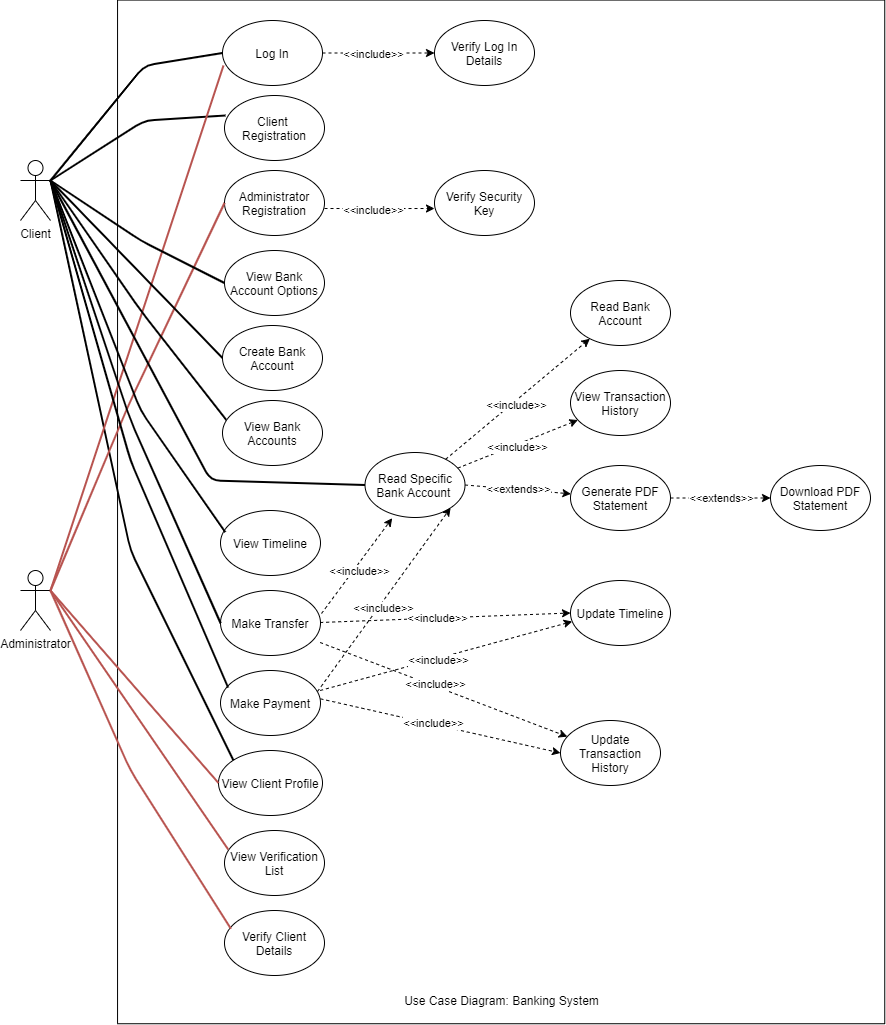 Log In
<<include>>
Verify Log In
Details
Client
Registration
Administrator
Registration
<<include>>
Verify Security
Key
Client
View Bank
Account Options
Read Bank
Account
Create Bank
Account
View Transaction
History
<<include>>
View Bank
Accounts
<<include>>
Read Specific
Bank Account
<<extends>>
Generate PDF
Statement
<<extends>>
Download PDF
Statement
View Timeline
<<include>>
Make Transfer
<<include>>
<<include>>
Update Timeline
Administrator
<<include>>
<<include>>
Make Payment
<<include>>
Update
Transaction
History
View Client Profile
View Verification
List
Verify Client
Details
Use Case Diagram: Banking System